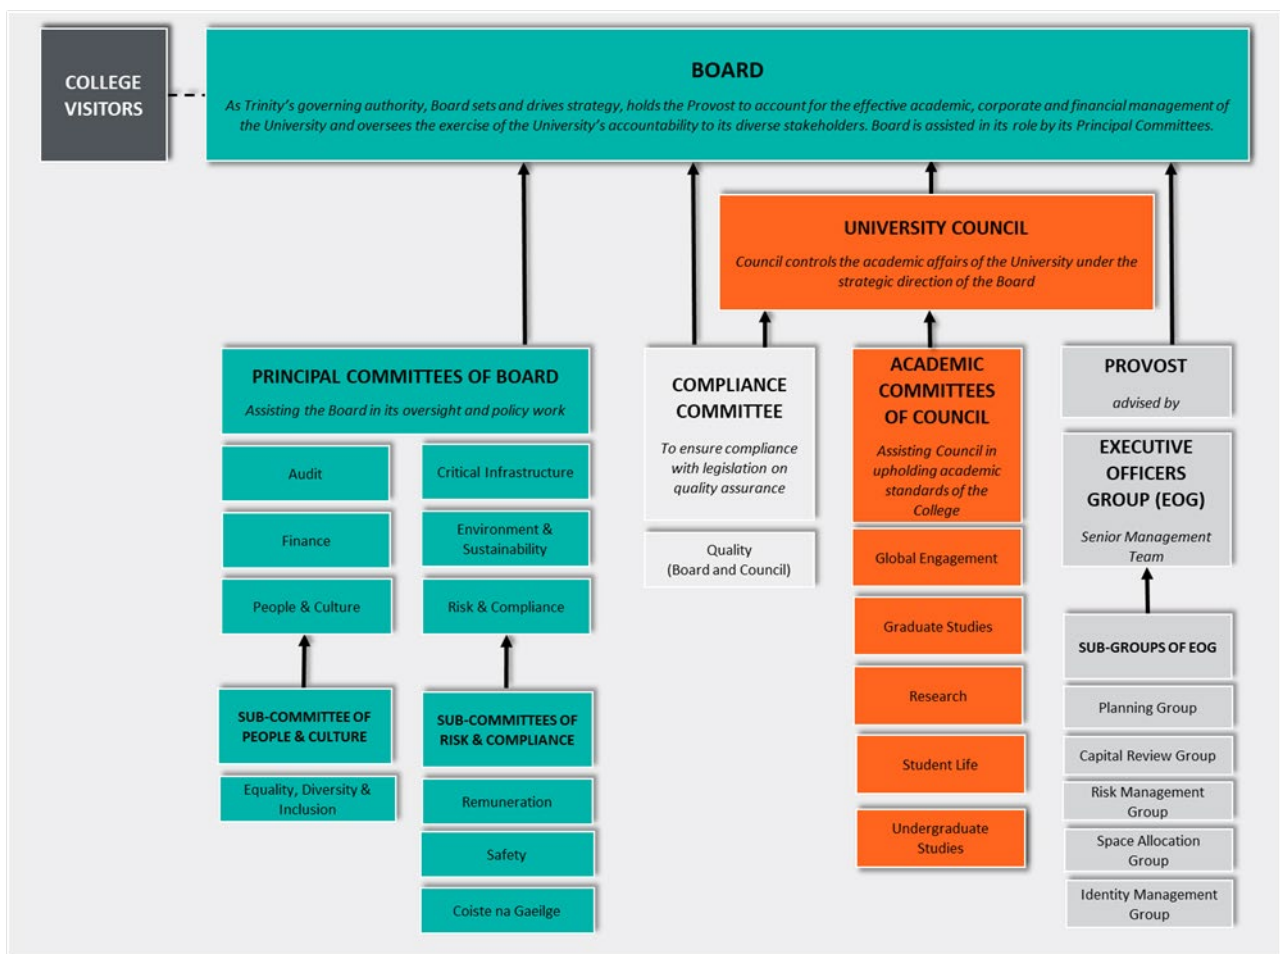 COLLEGE
VISITORS
BOARD
As Trinity's governing authority, Board sets and drives strategy, holds the Provost to account for the effective academic, corporate and financial management of
the University and oversees the exercise of the University's accountability to its diverse stakeholders. Board is assisted in its role by its Principal Committees.
UNIVERSITY COUNCIL
Council controls the academic affairs of the University under the
strategic direction of the Board
PRINCIPAL COMMITTEES OF BOARD
Assisting the Board in its oversight and policy work
Audit
Critical Infrastructure
Finance
Environment &
Sustainability
People & Culture
Risk & Compliance
SUB-COMMITTEE OF
PEOPLE & CULTURE
Equality, Diversity &
Inclusion
SUB-COMMITTEES OF
RISK & COMPLIANCE
Remuneration
Safety
Coiste na Gaeilge
COMPLIANCE
COMMITTEE
To ensure compliance
with legislation on
quality assurance
Quality
(Board and Council)
ACADEMIC
COMMITTEES
OF COUNCIL
Assisting Council in
upholding academic
standards of the
College
Global Engagement
Graduate Studies
Research
Student Life
Undergraduate
Studies
PROVOST
advised by
EXECUTIVE
OFFICERS
GROUP (EOG)
Senior Management
Team
SUB-GROUPS OF EOG
Planning Group
Capital Review Group
Risk Management
Group
Space Allocation
Group
Identity Management
Group